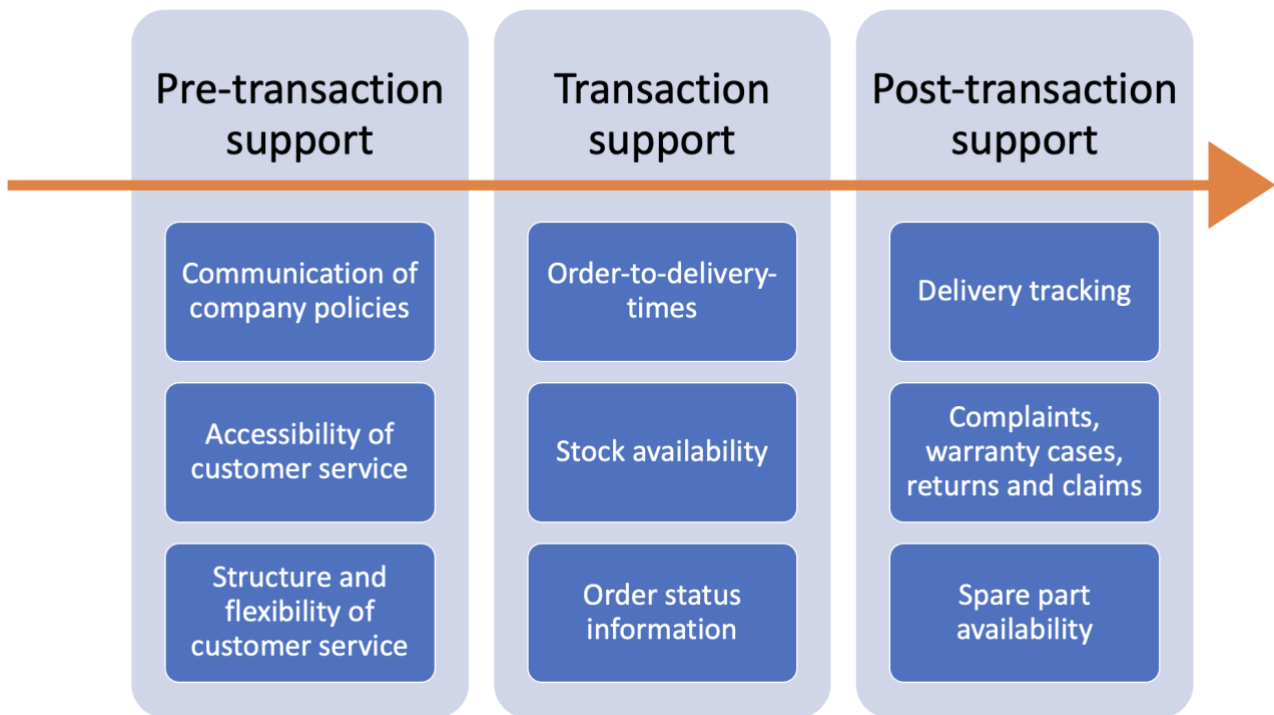 Pre-transaction
support
Communication of
company policies
Accessibility of
customer service
Structure and
flexibility of
customer service
Transaction
support
Order-to-delivery-
times
Stock availability
Order status
information
Post-transaction
support
Delivery tracking
Complaints,
warranty cases,
returns and claims
Spare part
availability